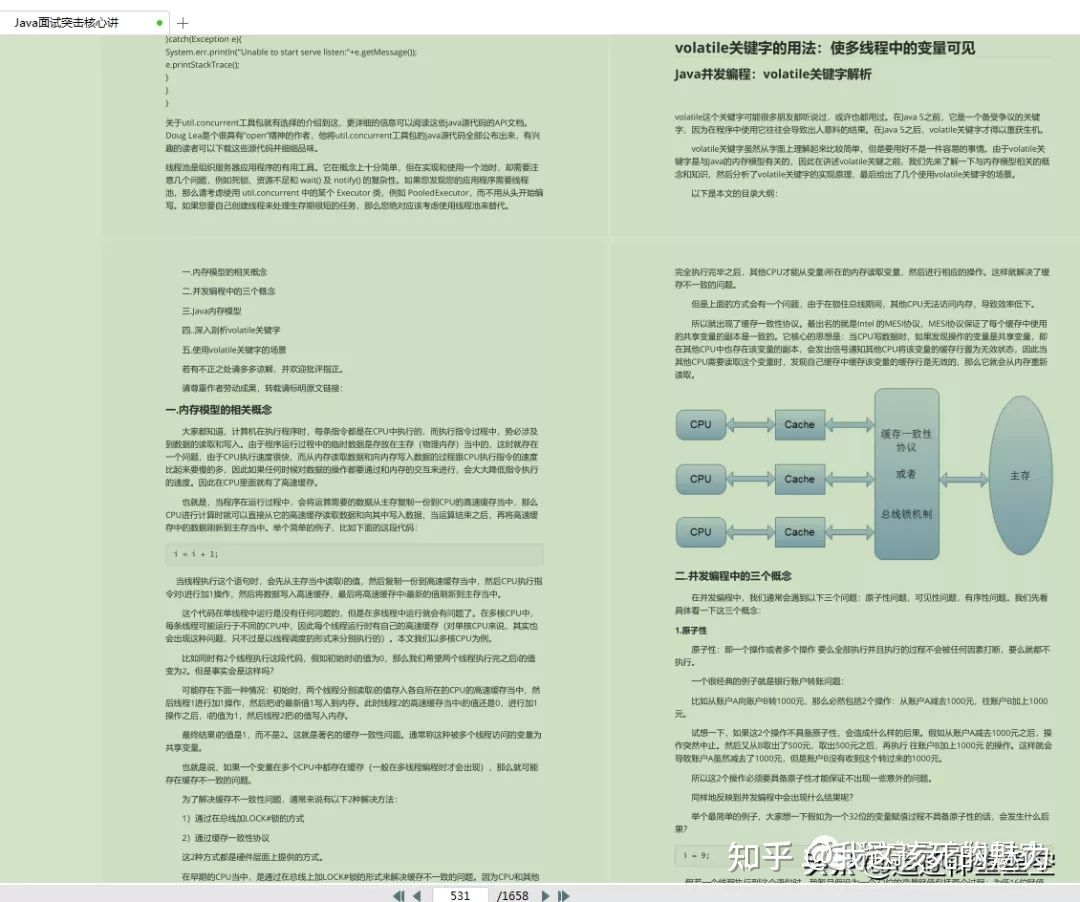 Java面试突击核心讲
}catch(Exception e){
System.err.println("Unable to start serve listen:"+e.getMessage());
e.printStackTrace();
}
}
}
关于util.concurrent工具包就有选择的介绍到这，更详细的信息可以阅读这些java源代码的API文档。
Doug Lea是个很具有"open"精神的作者，他将util.concurrent工具包的java源代码全部公布出来，有兴
趣的读者可以下载这些源代码并细细品味。
线程池是组织服务器应用程序的有用工具。它在概念上十分简单，但在实现和使用一个池时，却需要注
意几个问题，例如死锁、资源不足和 wait() 及 notify() 的复杂性。如果您发现您的应用程序需要线程
池，那么请考虑使用 util.concurrent 中的某个 Executor 类，例如 PooledExecutor，而不用从头开始编
写。如果您要自己创建线程来处理生存期很短的任务，那么您绝对应该考虑使用线程池来替代。
volatile关键字的用法：使多线程中的变量可见
Java并发编程：volatile关键字解析
volatile这个关键字可能很多朋友都听说过，或许也都用过。在Java 5之前，它是一个备受争议的关键
字，因为在程序中使用它往往会导致出人意料的结果。在Java 5之后，volatile关键字才得以重获生机。
volatile关键字虽然从字面上理解起来比较简单，但是要用好不是一件容易的事情。由于volatile关
键字是与Java的内存模型有关的，因此在讲述volatile关键之前，我们先来了解一下与内存模型相关的概
念和知识，然后分析了volatile关键字的实现原理，最后给出了几个使用volatile关键字的场景。
以下是本文的目录大纲：
一.内存模型的相关概念
二.并发编程中的三个概念
三.Java内存模型
四..深入剖析volatile关键字
五.使用volatile关键字的场景
若有不正之处请多多谅解，并欢迎批评指正。
请尊重作者劳动成果，转载请标明原文链接：
一.内存模型的相关概念
大家都知道，计算机在执行程序时，每条指令都是在CPU中执行的，而执行指令过程中，势必涉及
到数据的读取和写入。由于程序运行过程中的临时数据是存放在主存（物理内存）当中的，这时就存在
一个问题，由于CPU执行速度很快，而从内存读取数据和向内存写入数据的过程跟CPU执行指令的速度
比起来要慢的多，因此如果任何时候对数据的操作都要通过和内存的交互来进行，会大大降低指令执行
的速度。因此在CPU里面就有了高速缓存。
也就是，当程序在运行过程中，会将运算需要的数据从主存复制一份到CPU的高速缓存当中，那么
CPU进行计算时就可以直接从它的高速缓存读取数据和向其中写入数据，当运算结束之后，再将高速缓
存中的数据刷新到主存当中。举个简单的例子，比如下面的这段代码：
i = i + 1;
当线程执行这个语句时，会先从主存当中读取i的值，然后复制一份到高速缓存当中，然后CPU执行指
令对i进行加1操作，然后将数据写入高速缓存，最后将高速缓存中i最新的值刷新到主存当中。
这个代码在单线程中运行是没有任何问题的，但是在多线程中运行就会有问题了。在多核CPU中，
每条线程可能运行于不同的CPU中，因此每个线程运行时有自己的高速缓存（对单核CPU来说，其实也
会出现这种问题，只不过是以线程调度的形式来分别执行的）。本文我们以多核CPU为例。
比如同时有2个线程执行这段代码，假如初始时i的值为0，那么我们希望两个线程执行完之后i的值
变为2。但是事实会是这样吗？
可能存在下面一种情况：初始时，两个线程分别读取i的值存入各自所在的CPU的高速缓存当中，然
后线程1进行加1操作，然后把i的最新值1写入到内存。此时线程2的高速缓存当中i的值还是0，进行加1
操作之后，i的值为1，然后线程2把i的值写入内存。
最终结果i的值是1，而不是2。这就是著名的缓存一致性问题。通常称这种被多个线程访问的变量为
共享变量。
也就是说，如果一个变量在多个CPU中都存在缓存（一般在多线程编程时才会出现），那么就可能
存在缓存不一致的问题。
为了解决缓存不一致性问题，通常来说有以下2种解决方法：
1）通过在总线加LOCK#锁的方式
2）通过缓存一致性协议
这2种方式都是硬件层面上提供的方式。
在早期的CPU当中，是通过在总线上加LOCK#锁的形式来解决缓存不一致的问题。因为CPU和其他
完全执行完毕之后，其他CPU才能从变量i所在的内存读取变量，然后进行相应的操作。这样就解决了缓
存不一致的问题。
但是上面的方式会有一个问题，由于在锁住总线期间，其他CPU无法访问内存，导致效率低下。
所以就出现了缓存一致性协议。最出名的就是Intel 的MESI协议，MESI协议保证了每个缓存中使用
的共享变量的副本是一致的。它核心的思想是：当CPU写数据时，如果发现操作的变量是共享变量，即
在其他CPU中也存在该变量的副本，会发出信号通知其他CPU将该变量的缓存行置为无效状态，因此当
其他CPU需要读取这个变量时，发现自己缓存中缓存该变量的缓存行是无效的，那么它就会从内存重新
读取。
CPU
Cache
CPU
Cache
CPU
Cache
缓存一致性
协议
或者
总线锁机制
主存
二.并发编程中的三个概念
在并发编程中，我们通常会遇到以下三个问题：原子性问题，可见性问题，有序性问题。我们先看
具体看一下这三个概念：
1.原子性
原子性：即一个操作或者多个操作 要么全部执行并且执行的过程不会被任何因素打断，要么就都不
执行。
一个很经典的例子就是银行账户转账问题：
比如从账户A向账户B转1000元，那么必然包括2个操作：从账户A减去1000元，往账户B加上1000
元。
试想一下，如果这2个操作不具备原子性，会造成什么样的后果。假如从账户A减去1000元之后，操
作突然中止。然后又从B取出了500元，取出500元之后，再执行 往账户B加上1000元 的操作。这样就会
导致账户A虽然减去了1000元，但是账户B没有收到这个转过来的1000元。
所以这2个操作必须要具备原子性才能保证不出现一些意外的问题。
同样地反映到并发编程中会出现什么结果呢？
举个最简单的例子，大家想一下假如为一个32位的变量赋值过程不具备原子性的话，会发生什么后
果？
i = 9;
知乎 @我这该死的魅力
531
/1658